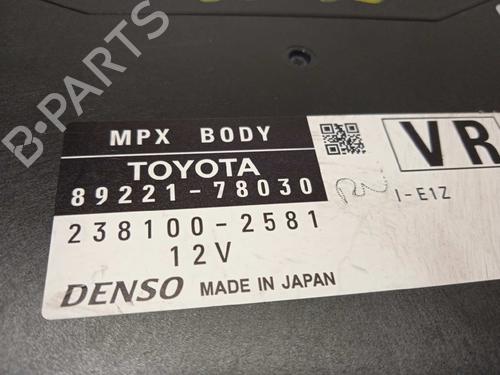 MPX BODY
TOYOTA
89221-78030
238100-2581
12V
DENSO MADE IN JAPAN
VR
I-E1Z
B-PARTS